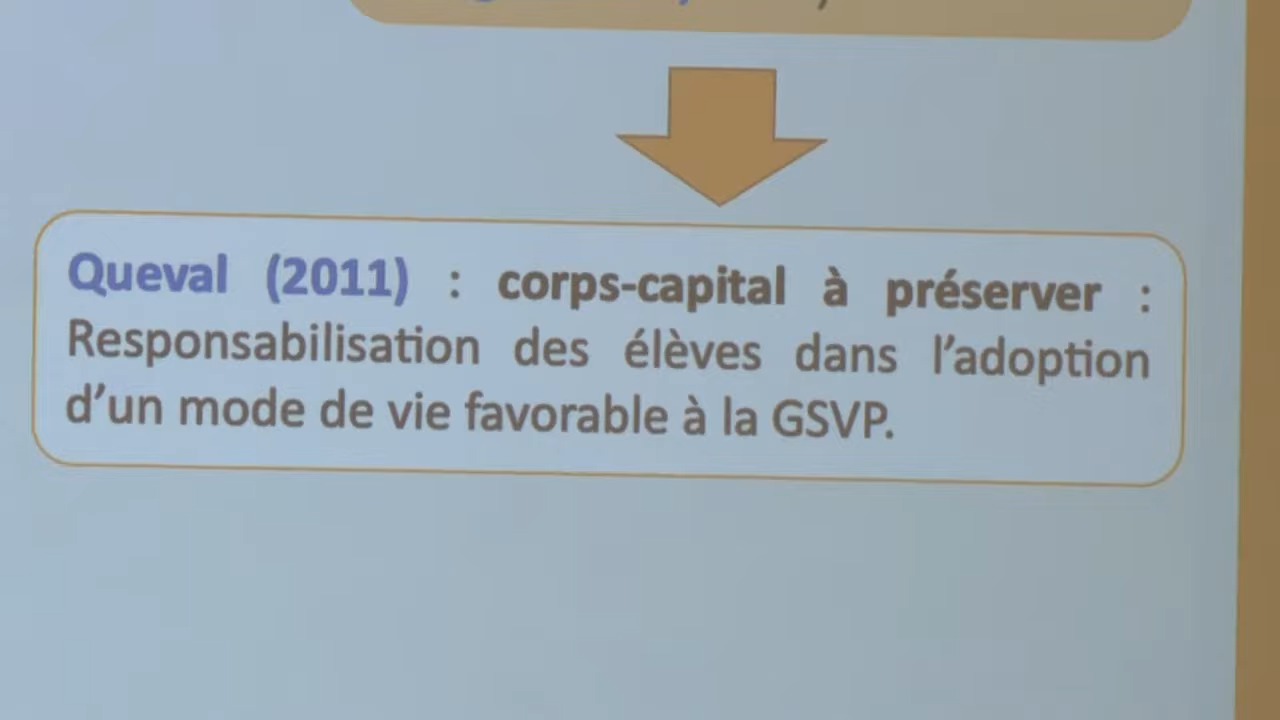 Queval (2011) : corps-capital à préserver :
Responsabilisation des élèves dans l’adoption
d’un mode de vie favorable à la GSVP.